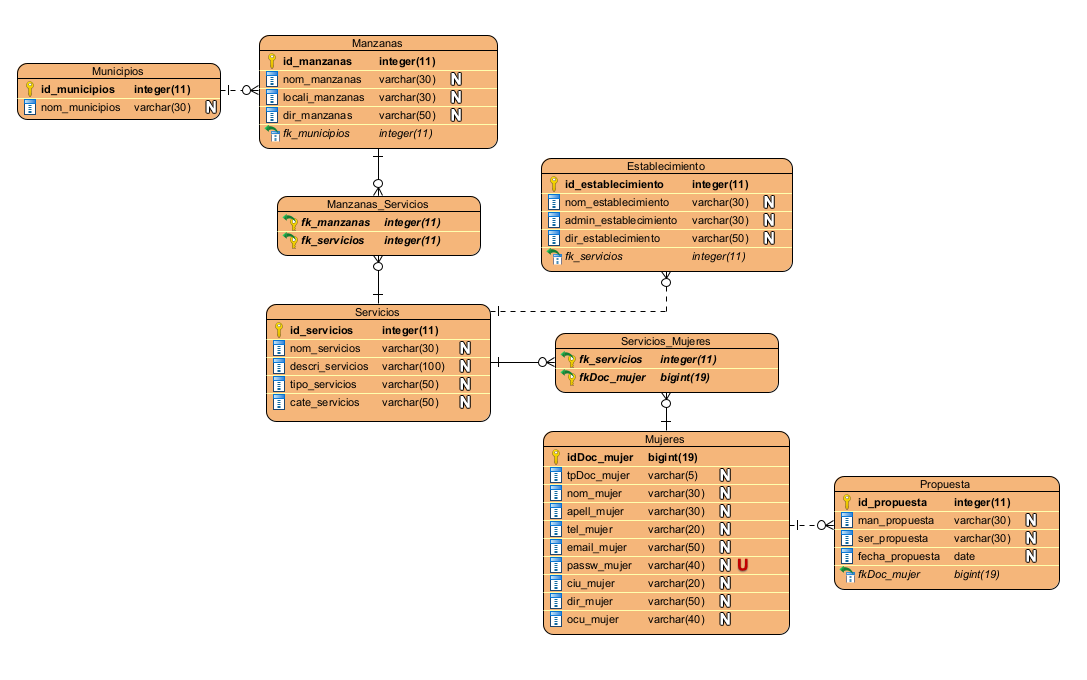 Municipios
id_municipios integer(11)
nom_municipios varchar(30) N
Manzanas
id_manzanas integer(11)
nom_manzanas varchar(30) N
locali_manzanas varchar(30) N
dir_manzanas varchar(50) N
fk_municipios integer(11)
Manzanas_Servicios
fk_manzanas integer(11)
fk_servicios integer(11)
Establecimiento
id_establecimiento integer(11)
nom_establecimiento varchar(30) N
admin_establecimiento varchar(30) N
dir_establecimiento varchar(50) N
fk_servicios integer(11)
Servicios
id_servicios integer(11)
nom_servicios varchar(30) N
descri_servicios varchar(100) N
tipo_servicios varchar(50) N
cate_servicios varchar(50) N
Servicios_Mujeres
fk_servicios integer(11)
fkDoc_mujer bigint(19)
Mujeres
idDoc_mujer bigint(19)
tpDoc_mujer varchar(5) N
nom_mujer varchar(30) N
apell_mujer varchar(30) N
tel_mujer varchar(20) N
email_mujer varchar(50) N
passw_mujer varchar(40) N U
ciu_mujer varchar(20) N
dir_mujer varchar(50) N
ocu_mujer varchar(40) N
Propuesta
id_propuesta integer(11)
man_propuesta varchar(30) N
ser_propuesta varchar(30) N
fecha_propuesta date N
fkDoc_mujer bigint(19)